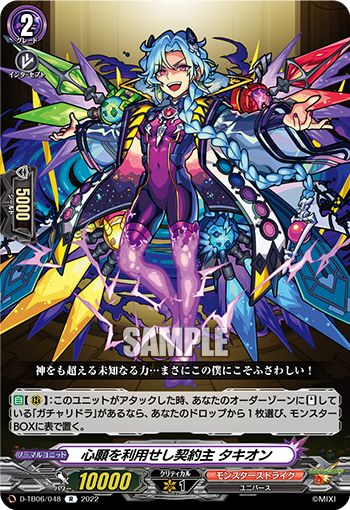 2
グレード
インターセプト
5000
シールド
SAMPLE
神をも超える未知なる力…まさにこの僕にこそふさわしい！
【自】【(R)】：このユニットがアタックした時、あなたのオーダーゾーンに【◆】して
いる「ガチャリドラ」があるなら、あなたのドロップから１枚選び、モンスター
BOXに表で置く。
ノーマルユニット
心願を利用せし契約主 タキオン
パワー 10000
クリティカル
1
モンスターストライク
ユニバース
D-TB06/048 R 2022
©MIXI